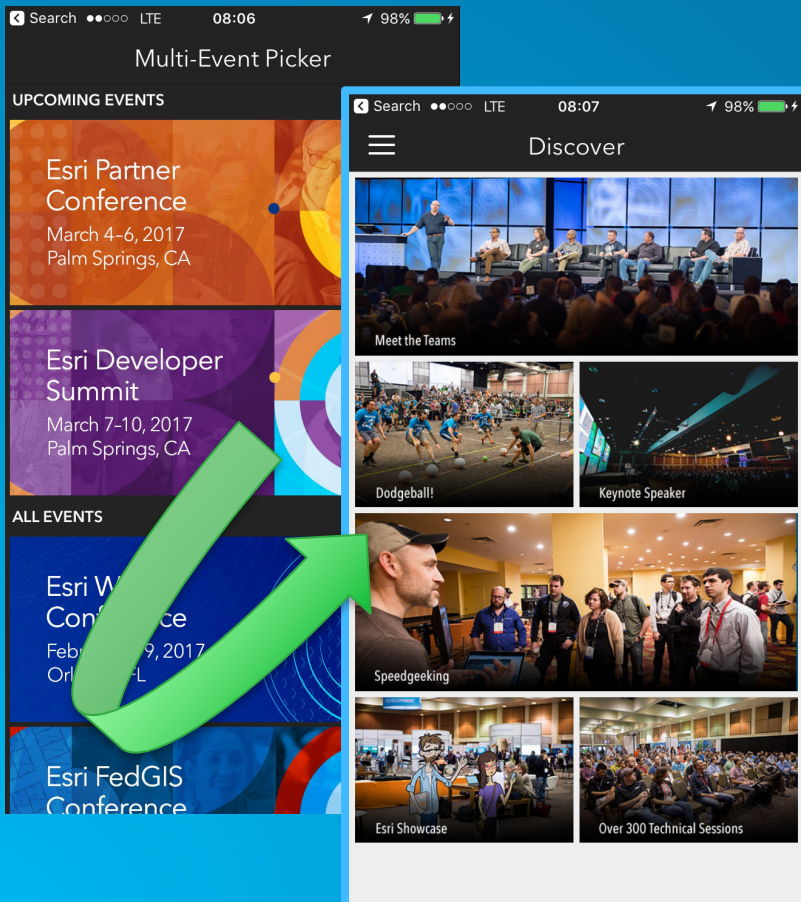 Search LTE 08:06 98%
Multi-Event Picker
UPCOMING EVENTS
Esri Partner
Conference
March 4-6, 2017
Palm Springs, CA
Esri Developer
Summit
March 7-10, 2017
Palm Springs, CA
ALL EVENTS
Esri
2017
Esri FedGIS
Conference
Search LTE 08:07 98%
Discover
Meet the Teams
Dodgeball!
Keynote Speaker
Speedgeeking
Esri Showcase
Over 300 Technical Sessions